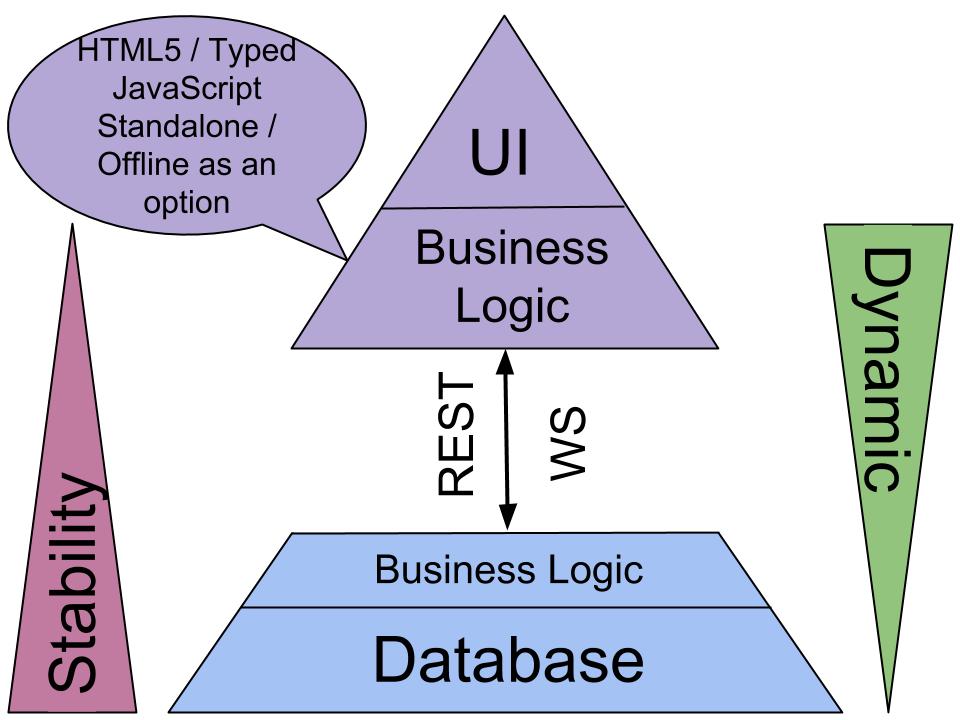 HTML5 / Typed
JavaScript
Standalone /
Offline as an
option
UI
Business
Logic
REST
WS
Business Logic
Database
Stability
Dynamic